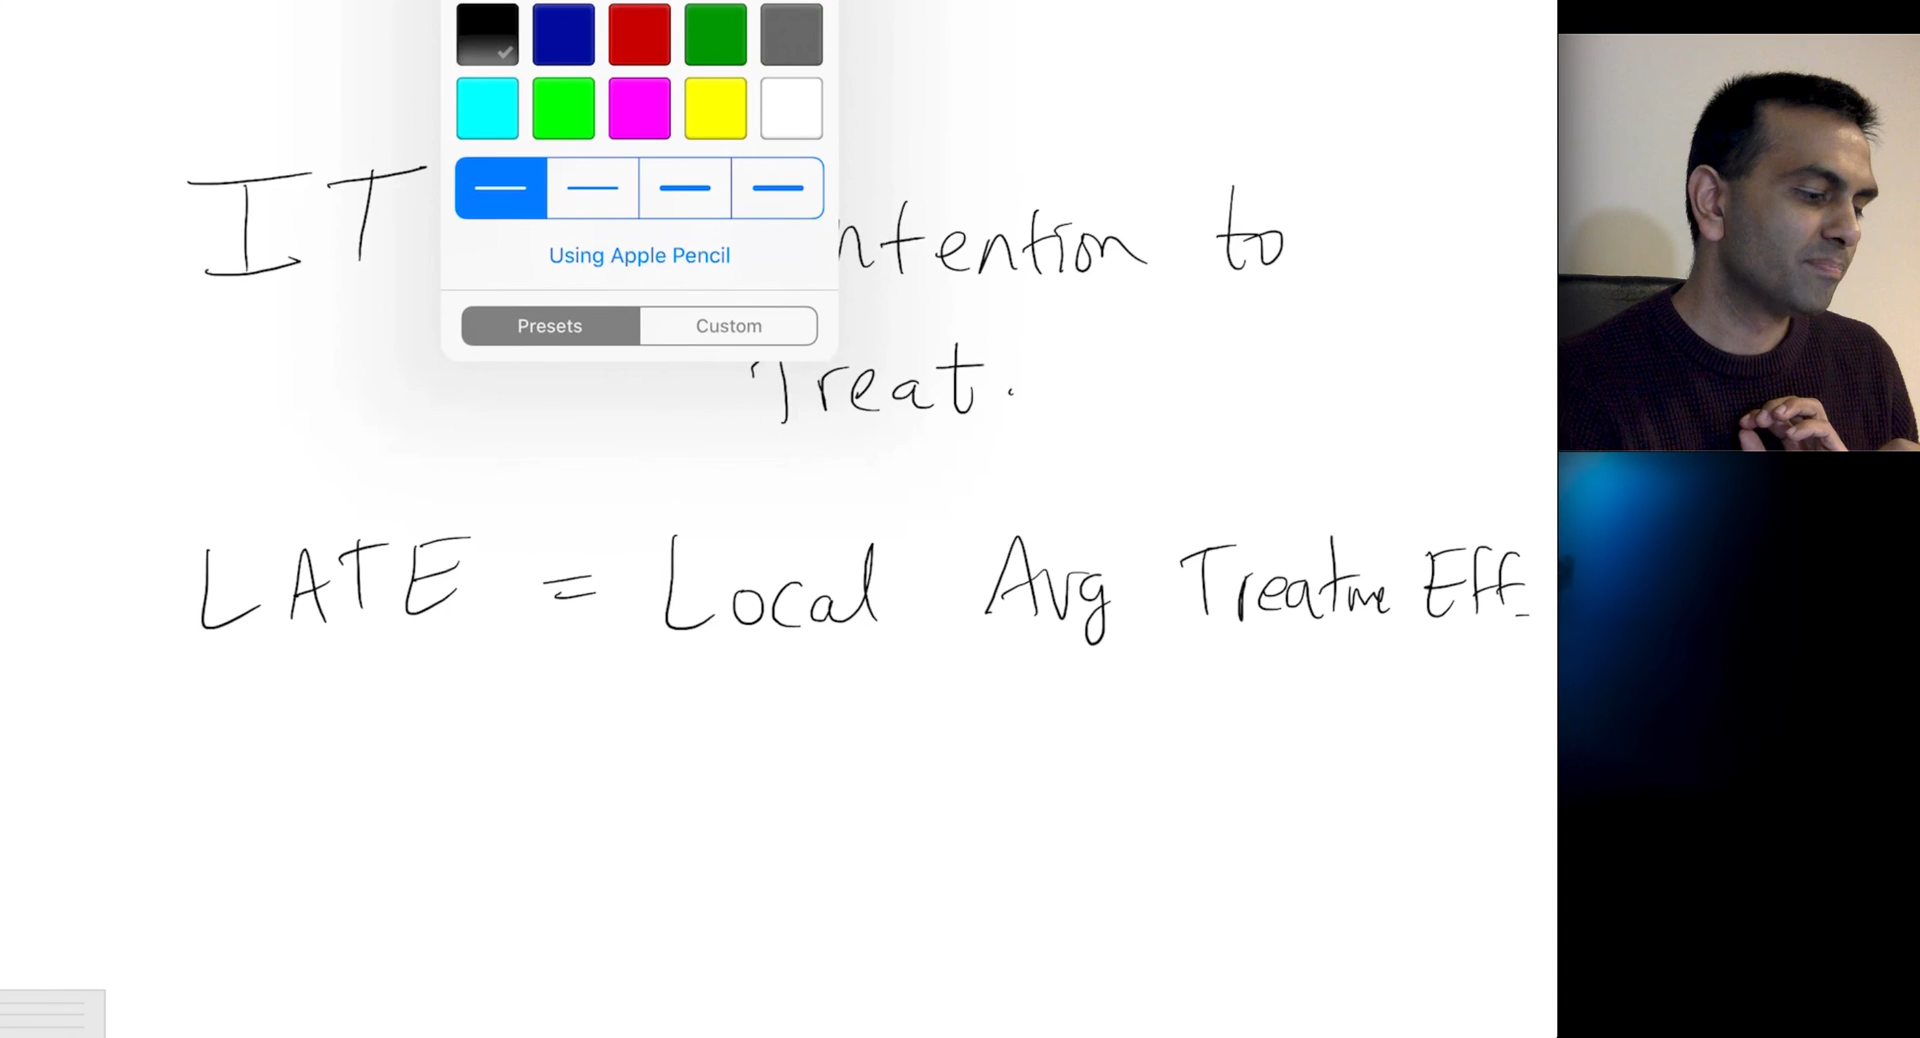 IT
ntention to
Using Apple Pencil
Presets Custom
Treat.
LATE = Local Avg Treatme Eff.